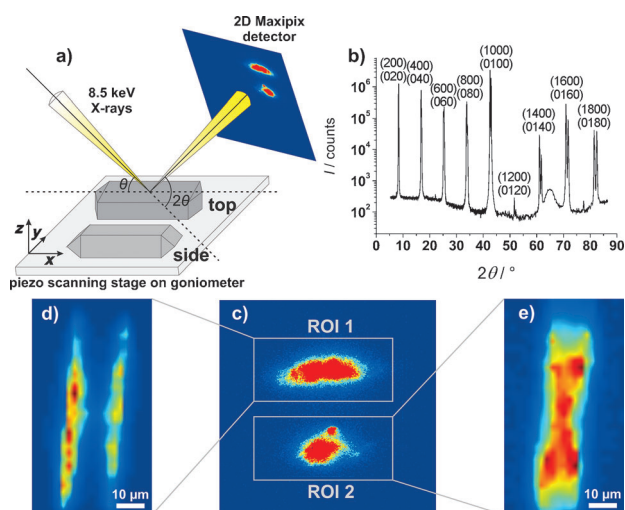 a)
2D Maxipix
detector
8.5 keV
X-rays
θ
2θ
top
side
z
y
x
piezo scanning stage on goniometer
b)
I / counts
10⁶
10⁵
10⁴
10³
10²
(200)
(020)
(400)
(040)
(600)
(060)
(800)
(080)
(1000)
(0100)
(1200)
(0120)
(1400)
(0140)
(1600)
(0160)
(1800)
(0180)
0 10 20 30 40 50 60 70 80 90
2θ / °
d)
10 µm
c)
ROI 1
ROI 2
e)
10 µm